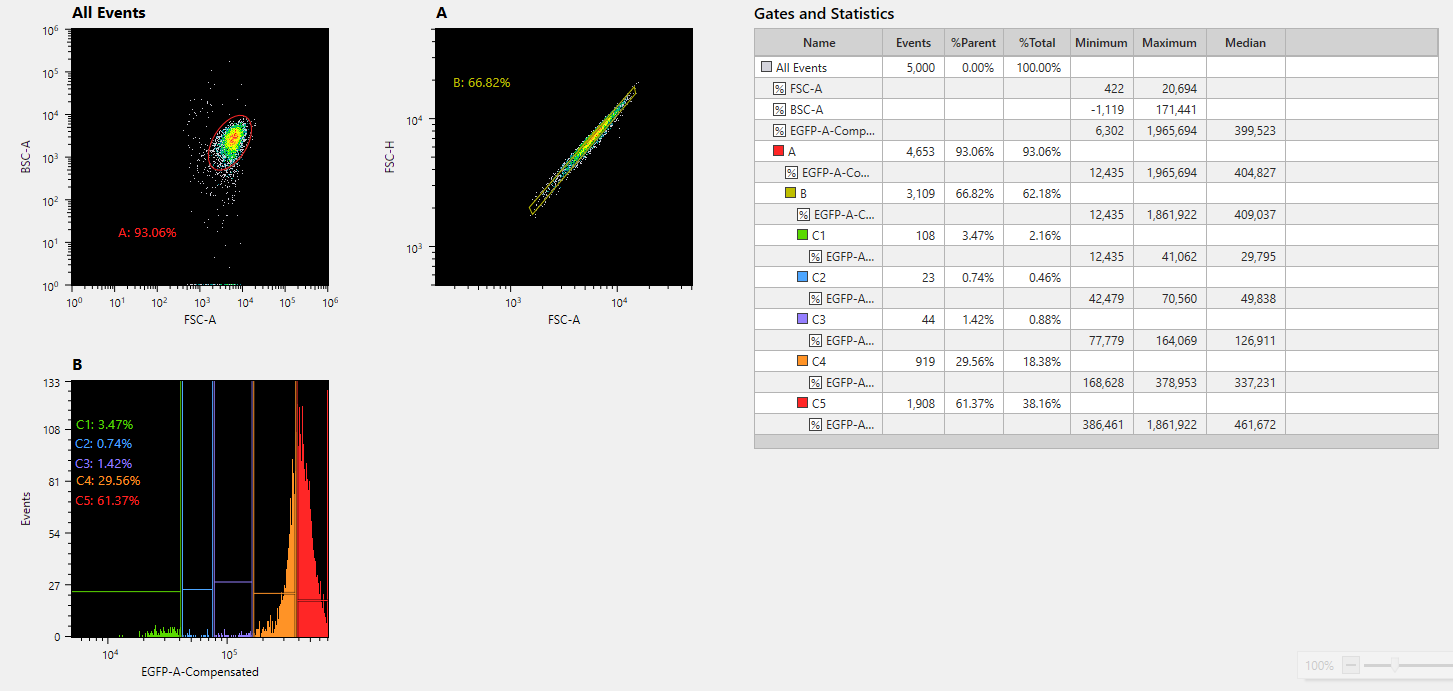 All Events
10⁶
10⁵
10⁴
10³
10²
10¹
10⁰
BSC-A
A: 93.06%
10⁰ 10¹ 10² 10³ 10⁴ 10⁵ 10⁶
FSC-A
A
B: 66.82%
10⁴
10³
FSC-H
10³ 10⁴
FSC-A
B
133
108
81
54
27
0
Events
C1: 3.47%
C2: 0.74%
C3: 1.42%
C4: 29.56%
C5: 61.37%
10⁴ 10⁵
EGFP-A-Compensated
Gates and Statistics
Name Events %Parent %Total Minimum Maximum Median
All Events 5,000 0.00% 100.00%
% FSC-A 422 20,694
% BSC-A -1,119 171,441
% EGFP-A-Comp... 6,302 1,965,694 399,523
A 4,653 93.06% 93.06%
% EGFP-A-Co... 12,435 1,965,694 404,827
B 3,109 66.82% 62.18%
% EGFP-A-C... 12,435 1,861,922 409,037
C1 108 3.47% 2.16%
% EGFP-A... 12,435 41,062 29,795
C2 23 0.74% 0.46%
% EGFP-A... 42,479 70,560 49,838
C3 44 1.42% 0.88%
% EGFP-A... 77,779 164,069 126,911
C4 919 29.56% 18.38%
% EGFP-A... 168,628 378,953 337,231
C5 1,908 61.37% 38.16%
% EGFP-A... 386,461 1,861,922 461,672
100%